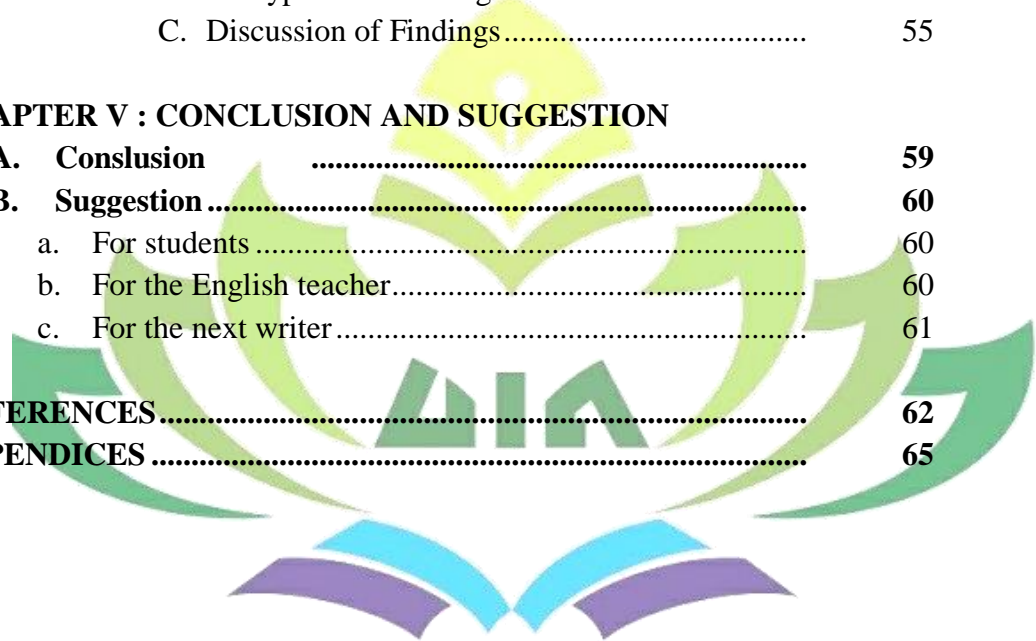 C. Discussion of Findings .................................... 55
APTER V : CONCLUSION AND SUGGESTION
A. Conslusion .............................................................. 59
B. Suggestion ........................................................................... 60
a. For students ..................................................................... 60
b. For the English teacher .................................................... 60
c. For the next writer ........................................................... 61
FERENCES ................................................................................. 62
PENDICES .................................................................................. 65